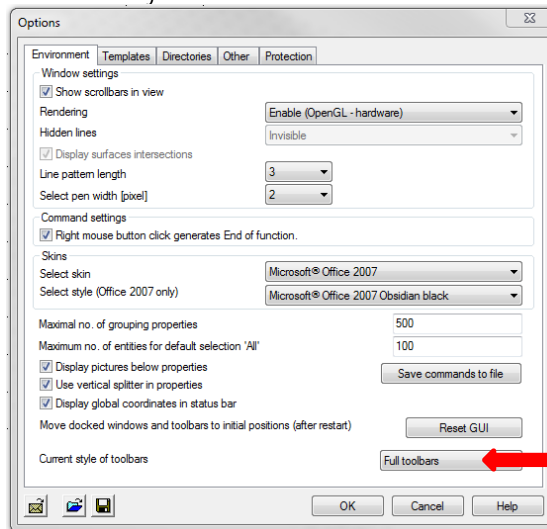 Options
Environment Templates Directories Other Protection
Window settings
Show scrollbars in view
Rendering Enable (OpenGL - hardware)
Hidden lines Invisible
Display surfaces intersections
Line pattern length 3
Select pen width [pixel] 2
Command settings
Right mouse button click generates End of function.
Skins
Select skin Microsoft® Office 2007
Select style (Office 2007 only) Microsoft® Office 2007 Obsidian black
Maximal no. of grouping properties 500
Maximum no. of entities for default selection 'All' 100
Display pictures below properties
Save commands to file
Use vertical splitter in properties
Display global coordinates in status bar
Move docked windows and toolbars to initial positions (after restart) Reset GUI
Current style of toolbars Full toolbars
OK Cancel Help